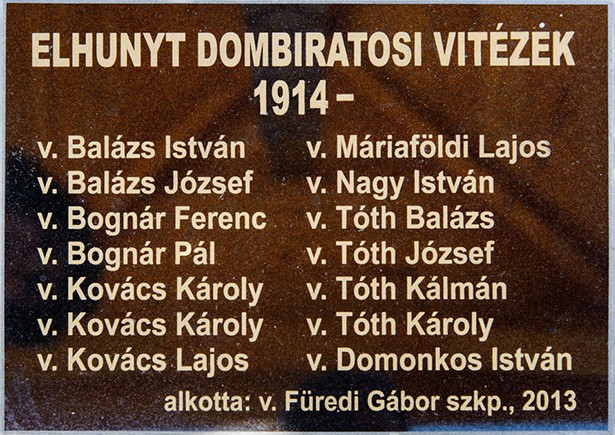 ELHUNYT DOMBIRATOSI VITÉZEK
1914 –
v. Balázs István
v. Balázs József
v. Bognár Ferenc
v. Bognár Pál
v. Kovács Károly
v. Kovács Károly
v. Kovács Lajos
v. Máriaföldi Lajos
v. Nagy István
v. Tóth Balázs
v. Tóth József
v. Tóth Kálmán
v. Tóth Károly
v. Domonkos István
alkotta: v. Füredi Gábor szkp., 2013